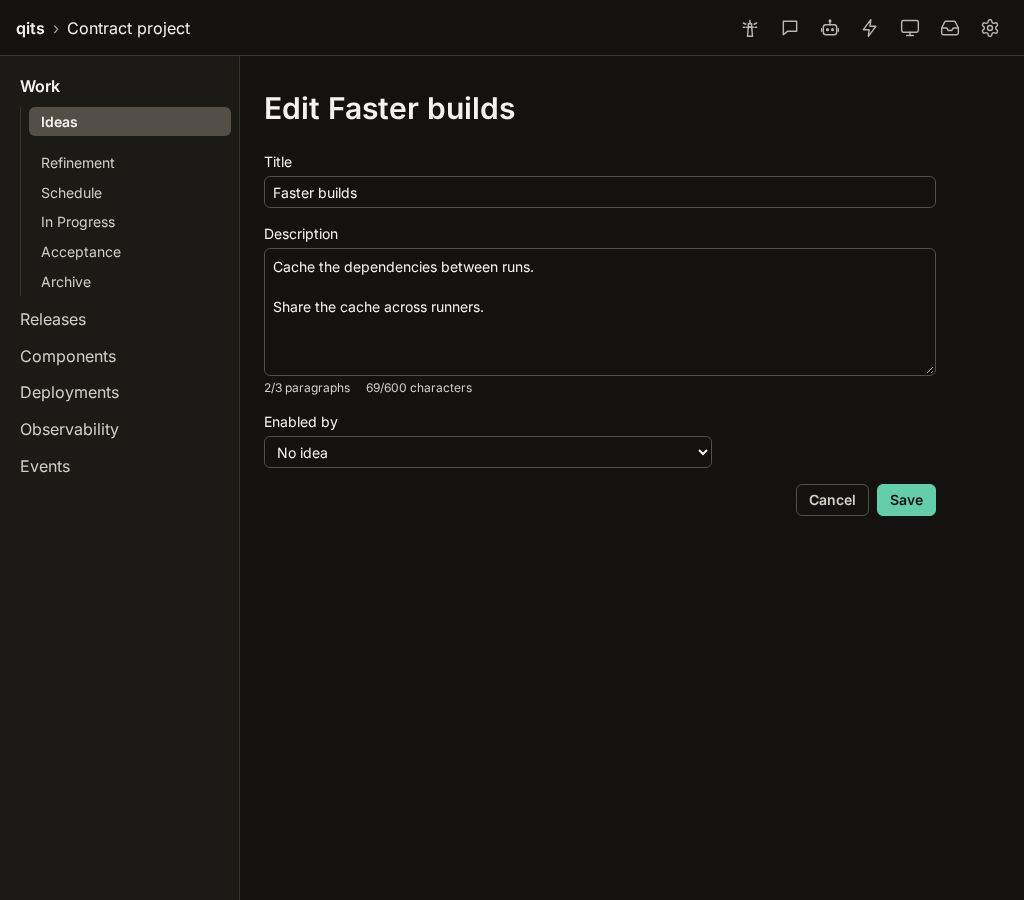 qits › Contract project
Work
Ideas
Refinement
Schedule
In Progress
Acceptance
Archive
Releases
Components
Deployments
Observability
Events
Edit Faster builds
Title
Faster builds
Description
Cache the dependencies between runs.
Share the cache across runners.
2/3 paragraphs 69/600 characters
Enabled by
No idea
Cancel Save